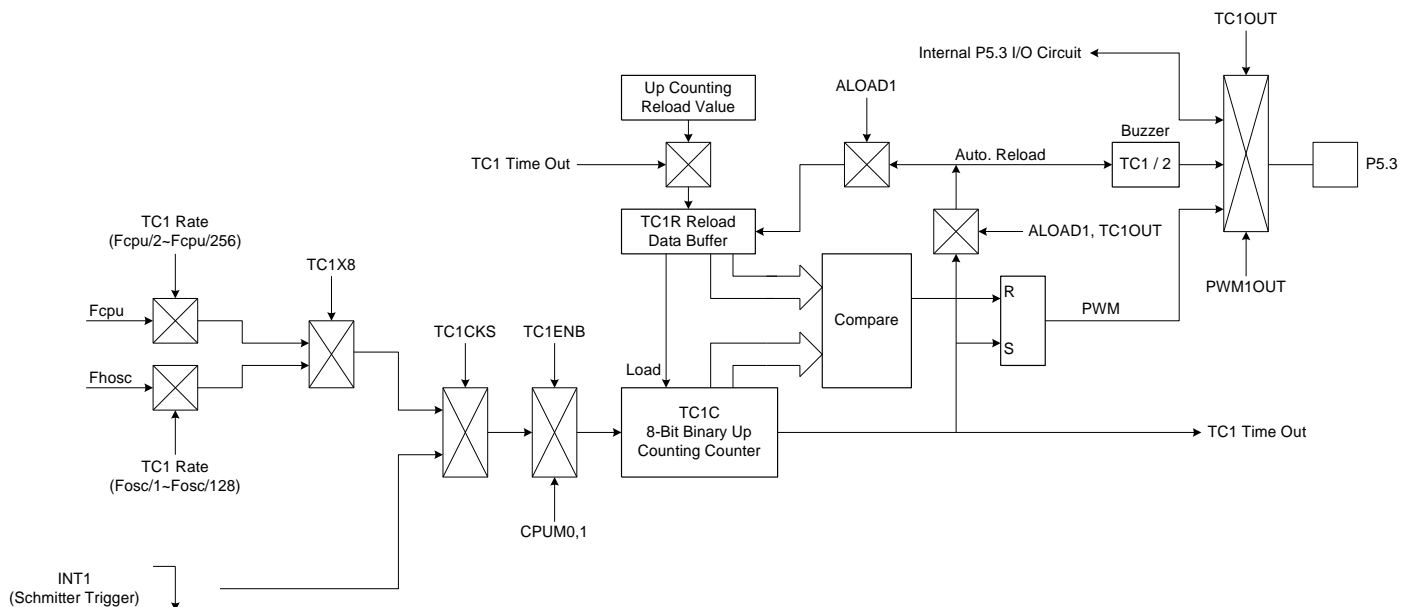 TC1OUT
Internal P5.3 I/O Circuit
Up Counting
Reload Value
ALOAD1
Buzzer
TC1 Time Out
Auto. Reload
TC1 / 2
P5.3
TC1 Rate
(Fcpu/2~Fcpu/256)
TC1R Reload
Data Buffer
ALOAD1, TC1OUT
TC1X8
PWM1OUT
Fcpu
R
PWM
Compare
S
TC1CKS
TC1ENB
Fhosc
Load
TC1C
8-Bit Binary Up
Counting Counter
TC1 Time Out
TC1 Rate
(Fosc/1~Fosc/128)
CPUM0,1
INT1
(Schmitter Trigger)